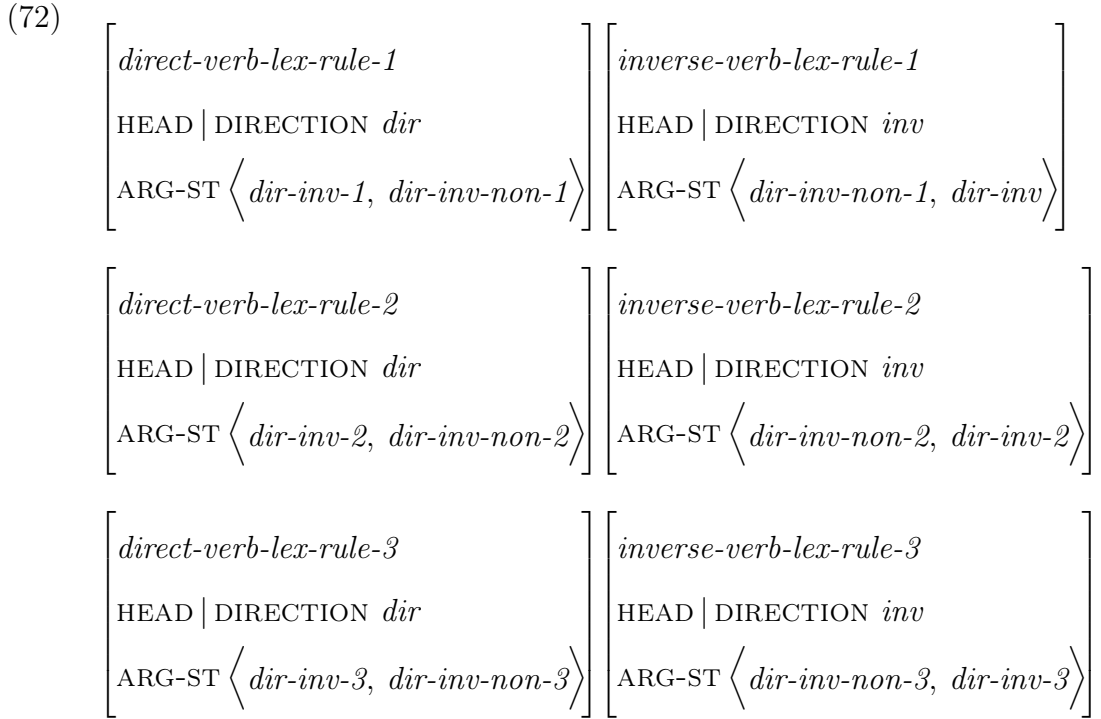 (72)
direct-verb-lex-rule-1 inverse-verb-lex-rule-1
HEAD | DIRECTION dir HEAD | DIRECTION inv
ARG-ST ⟨dir-inv-1, dir-inv-non-1⟩ ARG-ST ⟨dir-inv-non-1, dir-inv⟩
direct-verb-lex-rule-2 inverse-verb-lex-rule-2
HEAD | DIRECTION dir HEAD | DIRECTION inv
ARG-ST ⟨dir-inv-2, dir-inv-non-2⟩ ARG-ST ⟨dir-inv-non-2, dir-inv-2⟩
direct-verb-lex-rule-3 inverse-verb-lex-rule-3
HEAD | DIRECTION dir HEAD | DIRECTION inv
ARG-ST ⟨dir-inv-3, dir-inv-non-3⟩ ARG-ST ⟨dir-inv-non-3, dir-inv-3⟩